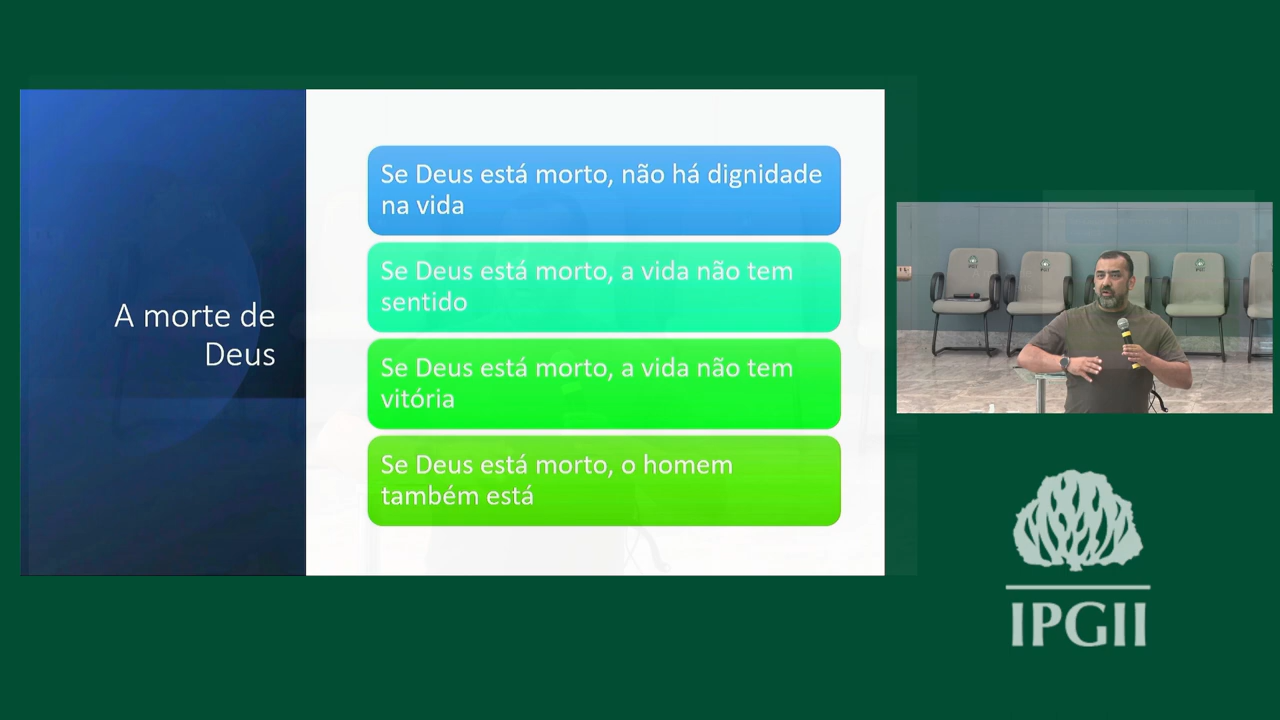 A morte de
Deus
Se Deus está morto, não há dignidade
na vida
Se Deus está morto, a vida não tem
sentido
Se Deus está morto, a vida não tem
vitória
Se Deus está morto, o homem
também está
IPGII